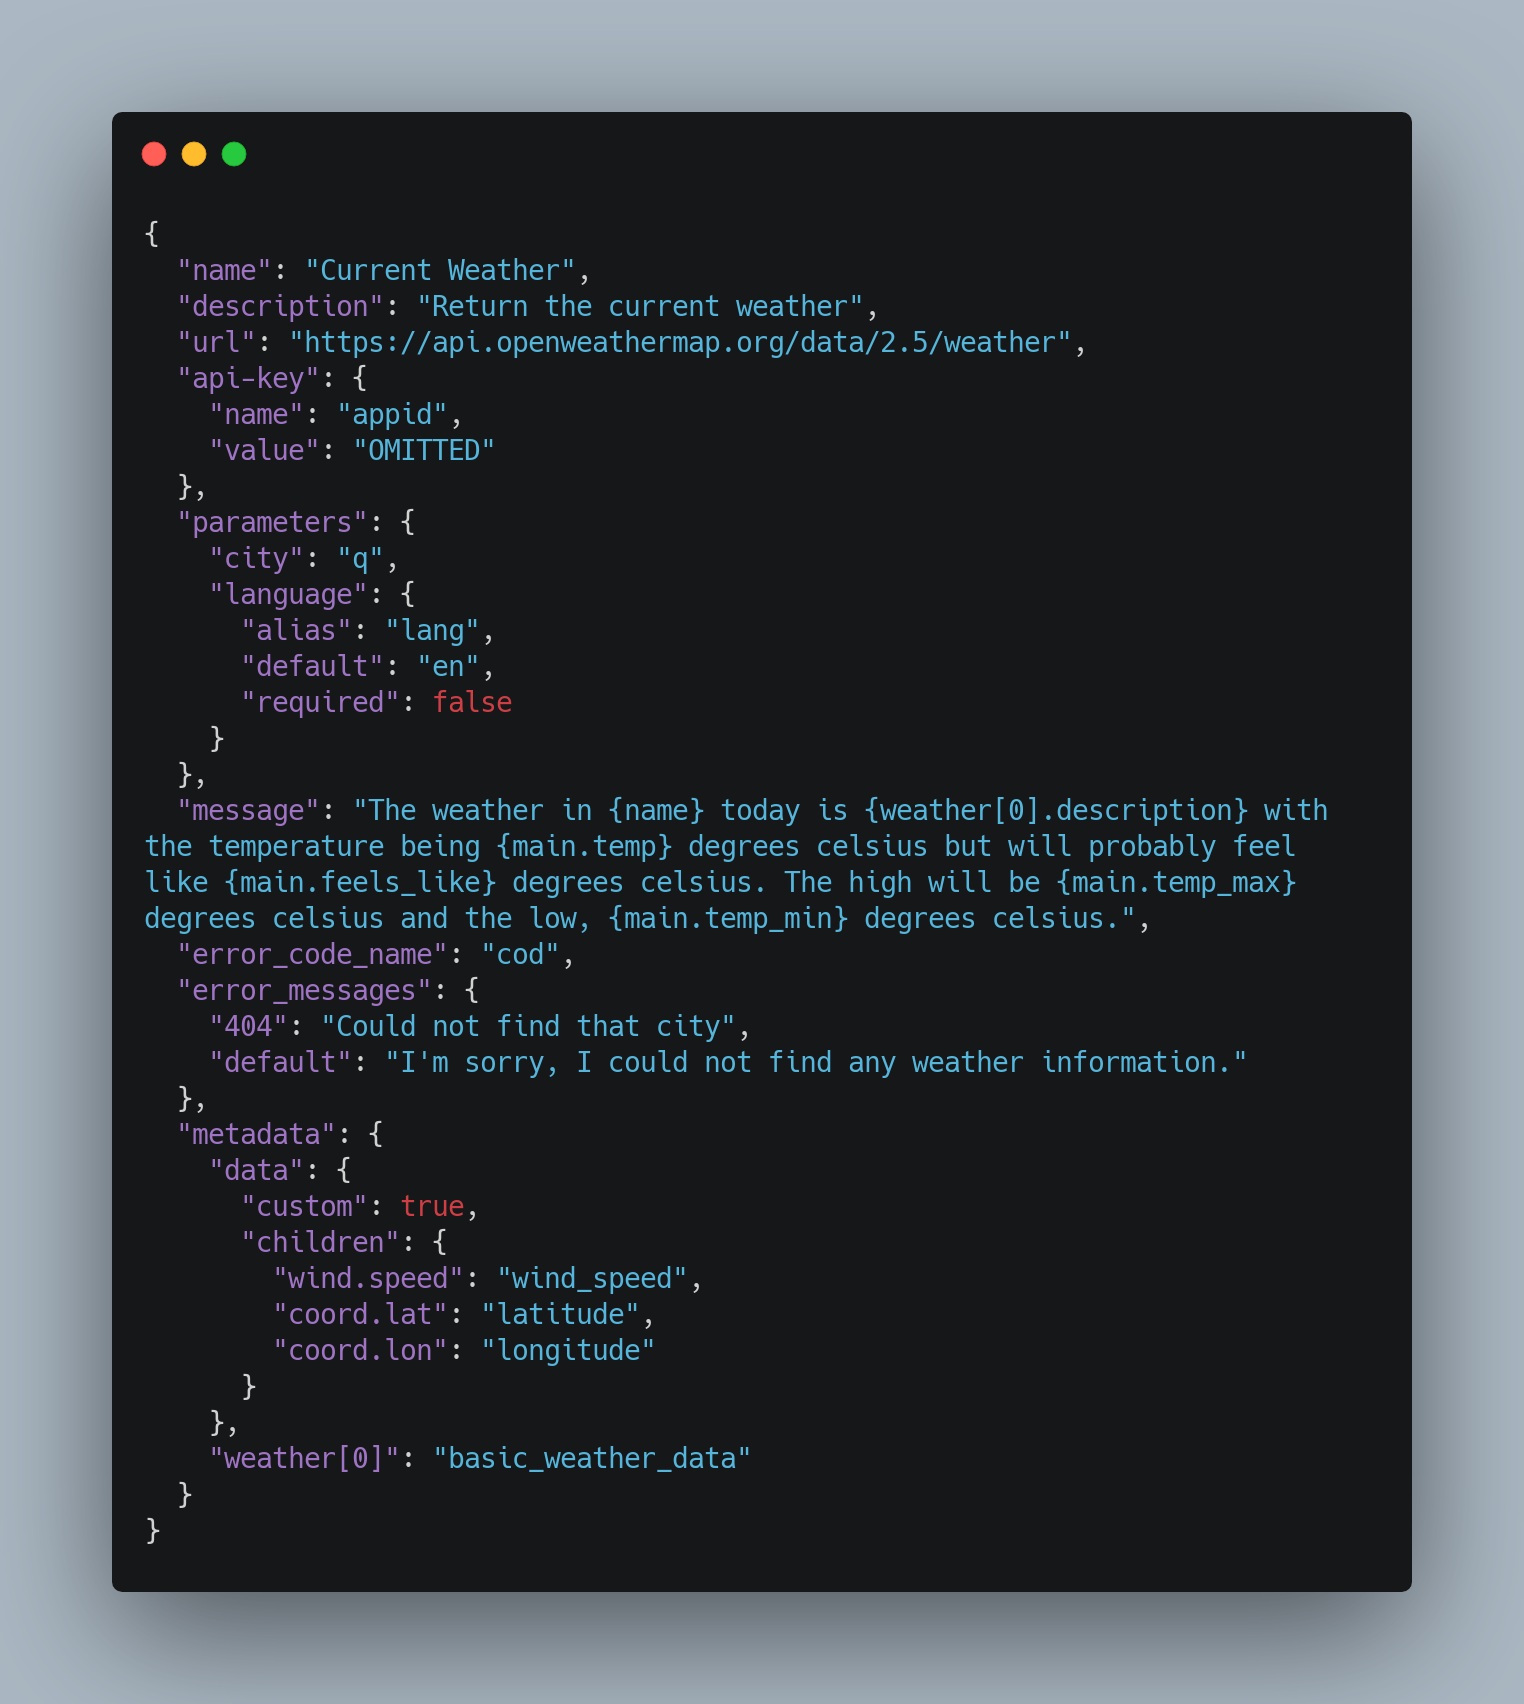 {
  "name": "Current Weather",
  "description": "Return the current weather",
  "url": "https://api.openweathermap.org/data/2.5/weather",
  "api-key": {
    "name": "appid",
    "value": "OMITTED"
  },
  "parameters": {
    "city": "q",
    "language": {
      "alias": "lang",
      "default": "en",
      "required": false
    }
  },
  "message": "The weather in {name} today is {weather[0].description} with
the temperature being {main.temp} degrees celsius but will probably feel
like {main.feels_like} degrees celsius. The high will be {main.temp_max}
degrees celsius and the low, {main.temp_min} degrees celsius.",
  "error_code_name": "cod",
  "error_messages": {
    "404": "Could not find that city",
    "default": "I'm sorry, I could not find any weather information."
  },
  "metadata": {
    "data": {
      "custom": true,
      "children": {
        "wind.speed": "wind_speed",
        "coord.lat": "latitude",
        "coord.lon": "longitude"
      }
    },
    "weather[0]": "basic_weather_data"
  }
}